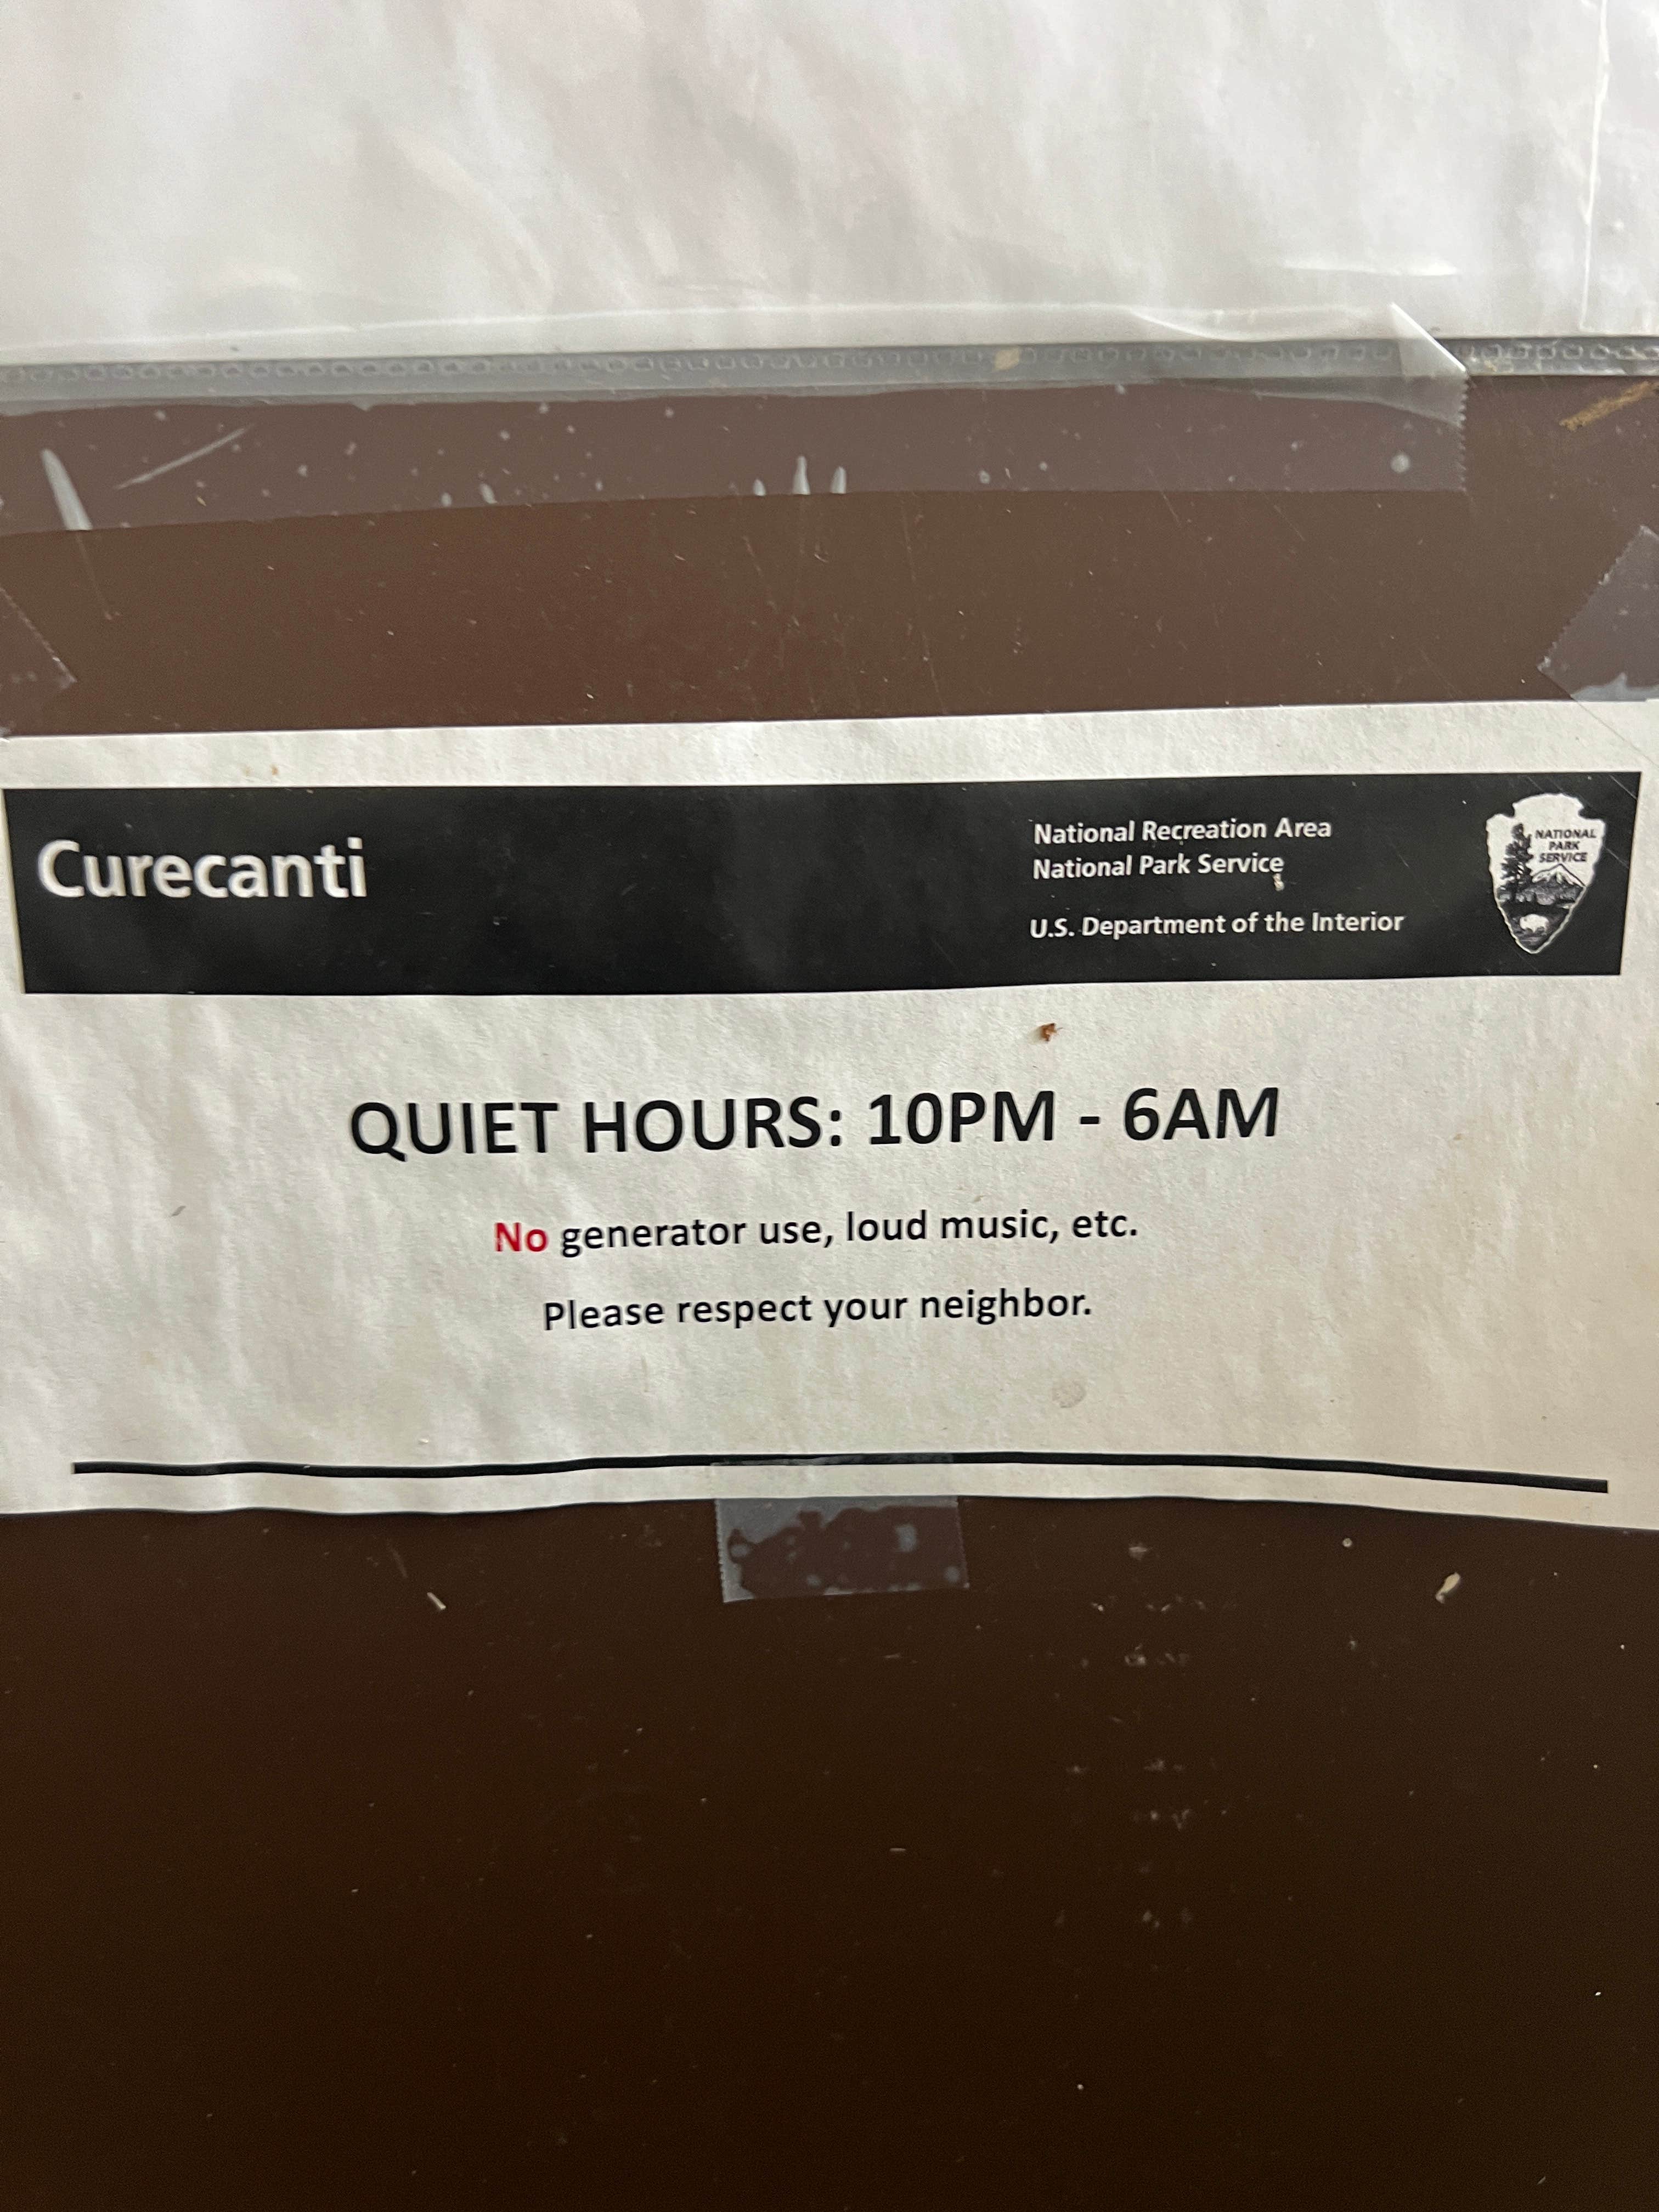 Curecanti
National Recreation Area
National Park Service
U.S. Department of the Interior
NATIONAL
PARK
SERVICE
QUIET HOURS: 10PM - 6AM
No generator use, loud music, etc.
Please respect your neighbor.